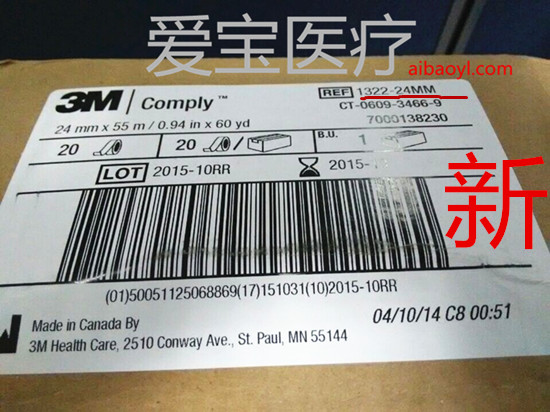 爱宝医疗
aibaoyl.com
3M Comply™
REF 1322-24MM
CT-0609-3466-9
7000138230
24 mm x 55 m / 0.94 in x 60 yd
20 20 / B.U. 1
LOT 2015-10RR 2015-1
新
(01)50051125068869(17)151031(10)2015-10RR
04/10/14 C8 00:51
Made in Canada By
3M Health Care, 2510 Conway Ave., St. Paul, MN 55144